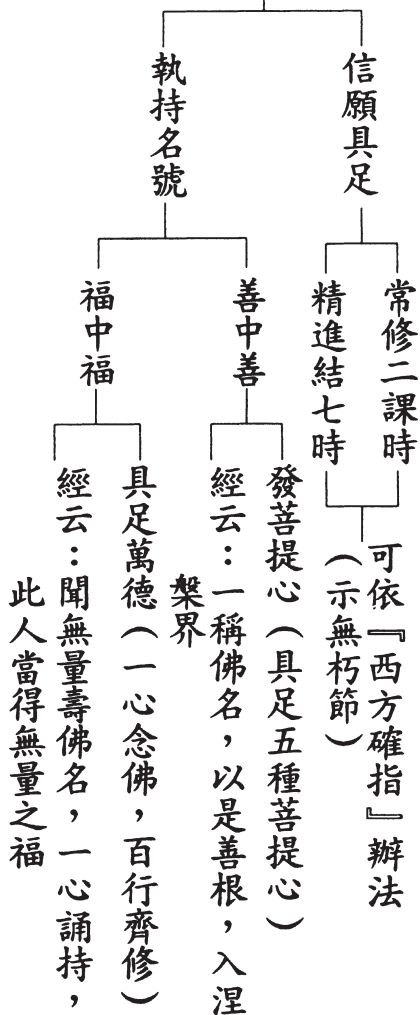 信願具足
常修二課時
精進結七時
可依『西方確指』辦法
（示無朽節）
執持名號
善中善
發菩提心（具足五種菩提心）
經云：一稱佛名，以是善根，入涅
槃界
福中福
具足萬德（一心念佛，百行齊修）
經云：聞無量壽佛名，一心誦持，
此人當得無量之福